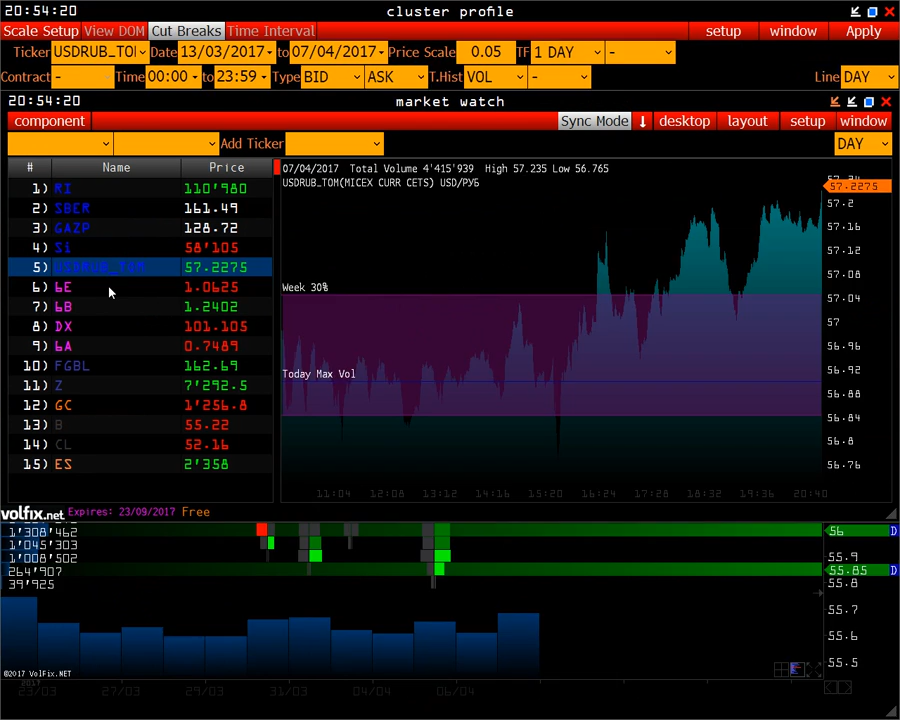 20:54:20 cluster profile
Scale Setup View DOM Cut Breaks Time Interval setup window Apply
Ticker USDRUB_TOI Date 13/03/2017 to 07/04/2017 Price Scale 0.05 TF 1 DAY -
Contract - Time 00:00 to 23:59 Type BID ASK T.Hist VOL - Line DAY
20:54:20 market watch
component Sync Mode desktop layout setup window
Add Ticker DAY
# Name Price
1) RI 110'980
2) SBER 161.49
3) GAZP 128.72
4) Si 58'105
5) USDRUB_TOM 57.2275
6) 6E 1.0625
7) 6B 1.2402
8) DX 101.105
9) 6A 0.7489
10) FGBL 162.69
11) Z 7'292.5
12) GC 1'256.8
13) B 55.22
14) CL 52.16
15) ES 2'358
07/04/2017 Total Volume 4'415'939 High 57.235 Low 56.765
USDRUB_TOM(MICEX CURR CETS) USD/РУБ
Week 30%
Today Max Vol
57.2275
57.2
57.16
57.12
57.08
57.04
57
56.96
56.92
56.88
56.84
56.8
56.76
11:04 12:08 13:12 14:16 15:20 16:24 17:28 18:32 19:36 20:40
volfix.net Expires: 23/09/2017 Free
1'308'462
1'045'303
1'008'502
264'907
39'925
56 D
55.9
55.85 D
55.8
55.7
55.6
55.5
©2017 VolFix.NET
23/03 27/03 29/03 31/03 04/04 06/04